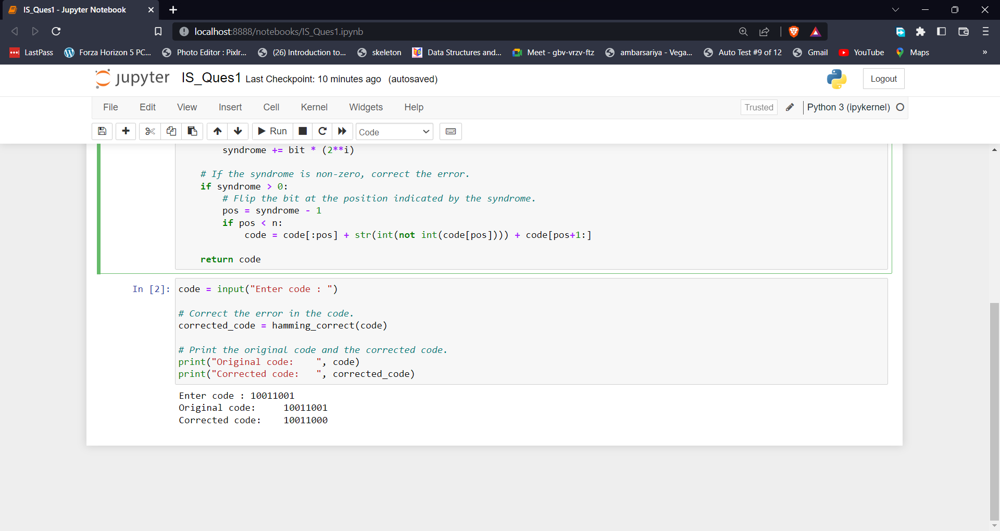 IS_Ques1 - Jupyter Notebook
localhost:8888/notebooks/IS_Ques1.ipynb
LastPass Forza Horizon 5 PC... Photo Editor : Pixlr... (26) Introduction to... skeleton Data Structures and... Meet - gbv-vrzv-ftz ambarsariya - Vega... Auto Test #9 of 12 Gmail YouTube Maps »
jupyter IS_Ques1 Last Checkpoint: 10 minutes ago (autosaved) Logout
File Edit View Insert Cell Kernel Widgets Help Trusted Python 3 (ipykernel)
Run Code
syndrome += bit * (2**i)
# If the syndrome is non-zero, correct the error.
if syndrome > 0:
# Flip the bit at the position indicated by the syndrome.
pos = syndrome - 1
if pos < n:
code = code[:pos] + str(int(not int(code[pos]))) + code[pos+1:]
return code
In [2]: code = input("Enter code : ")
# Correct the error in the code.
corrected_code = hamming_correct(code)
# Print the original code and the corrected code.
print("Original code:    ", code)
print("Corrected code:   ", corrected_code)
Enter code : 10011001
Original code:     10011001
Corrected code:    10011000